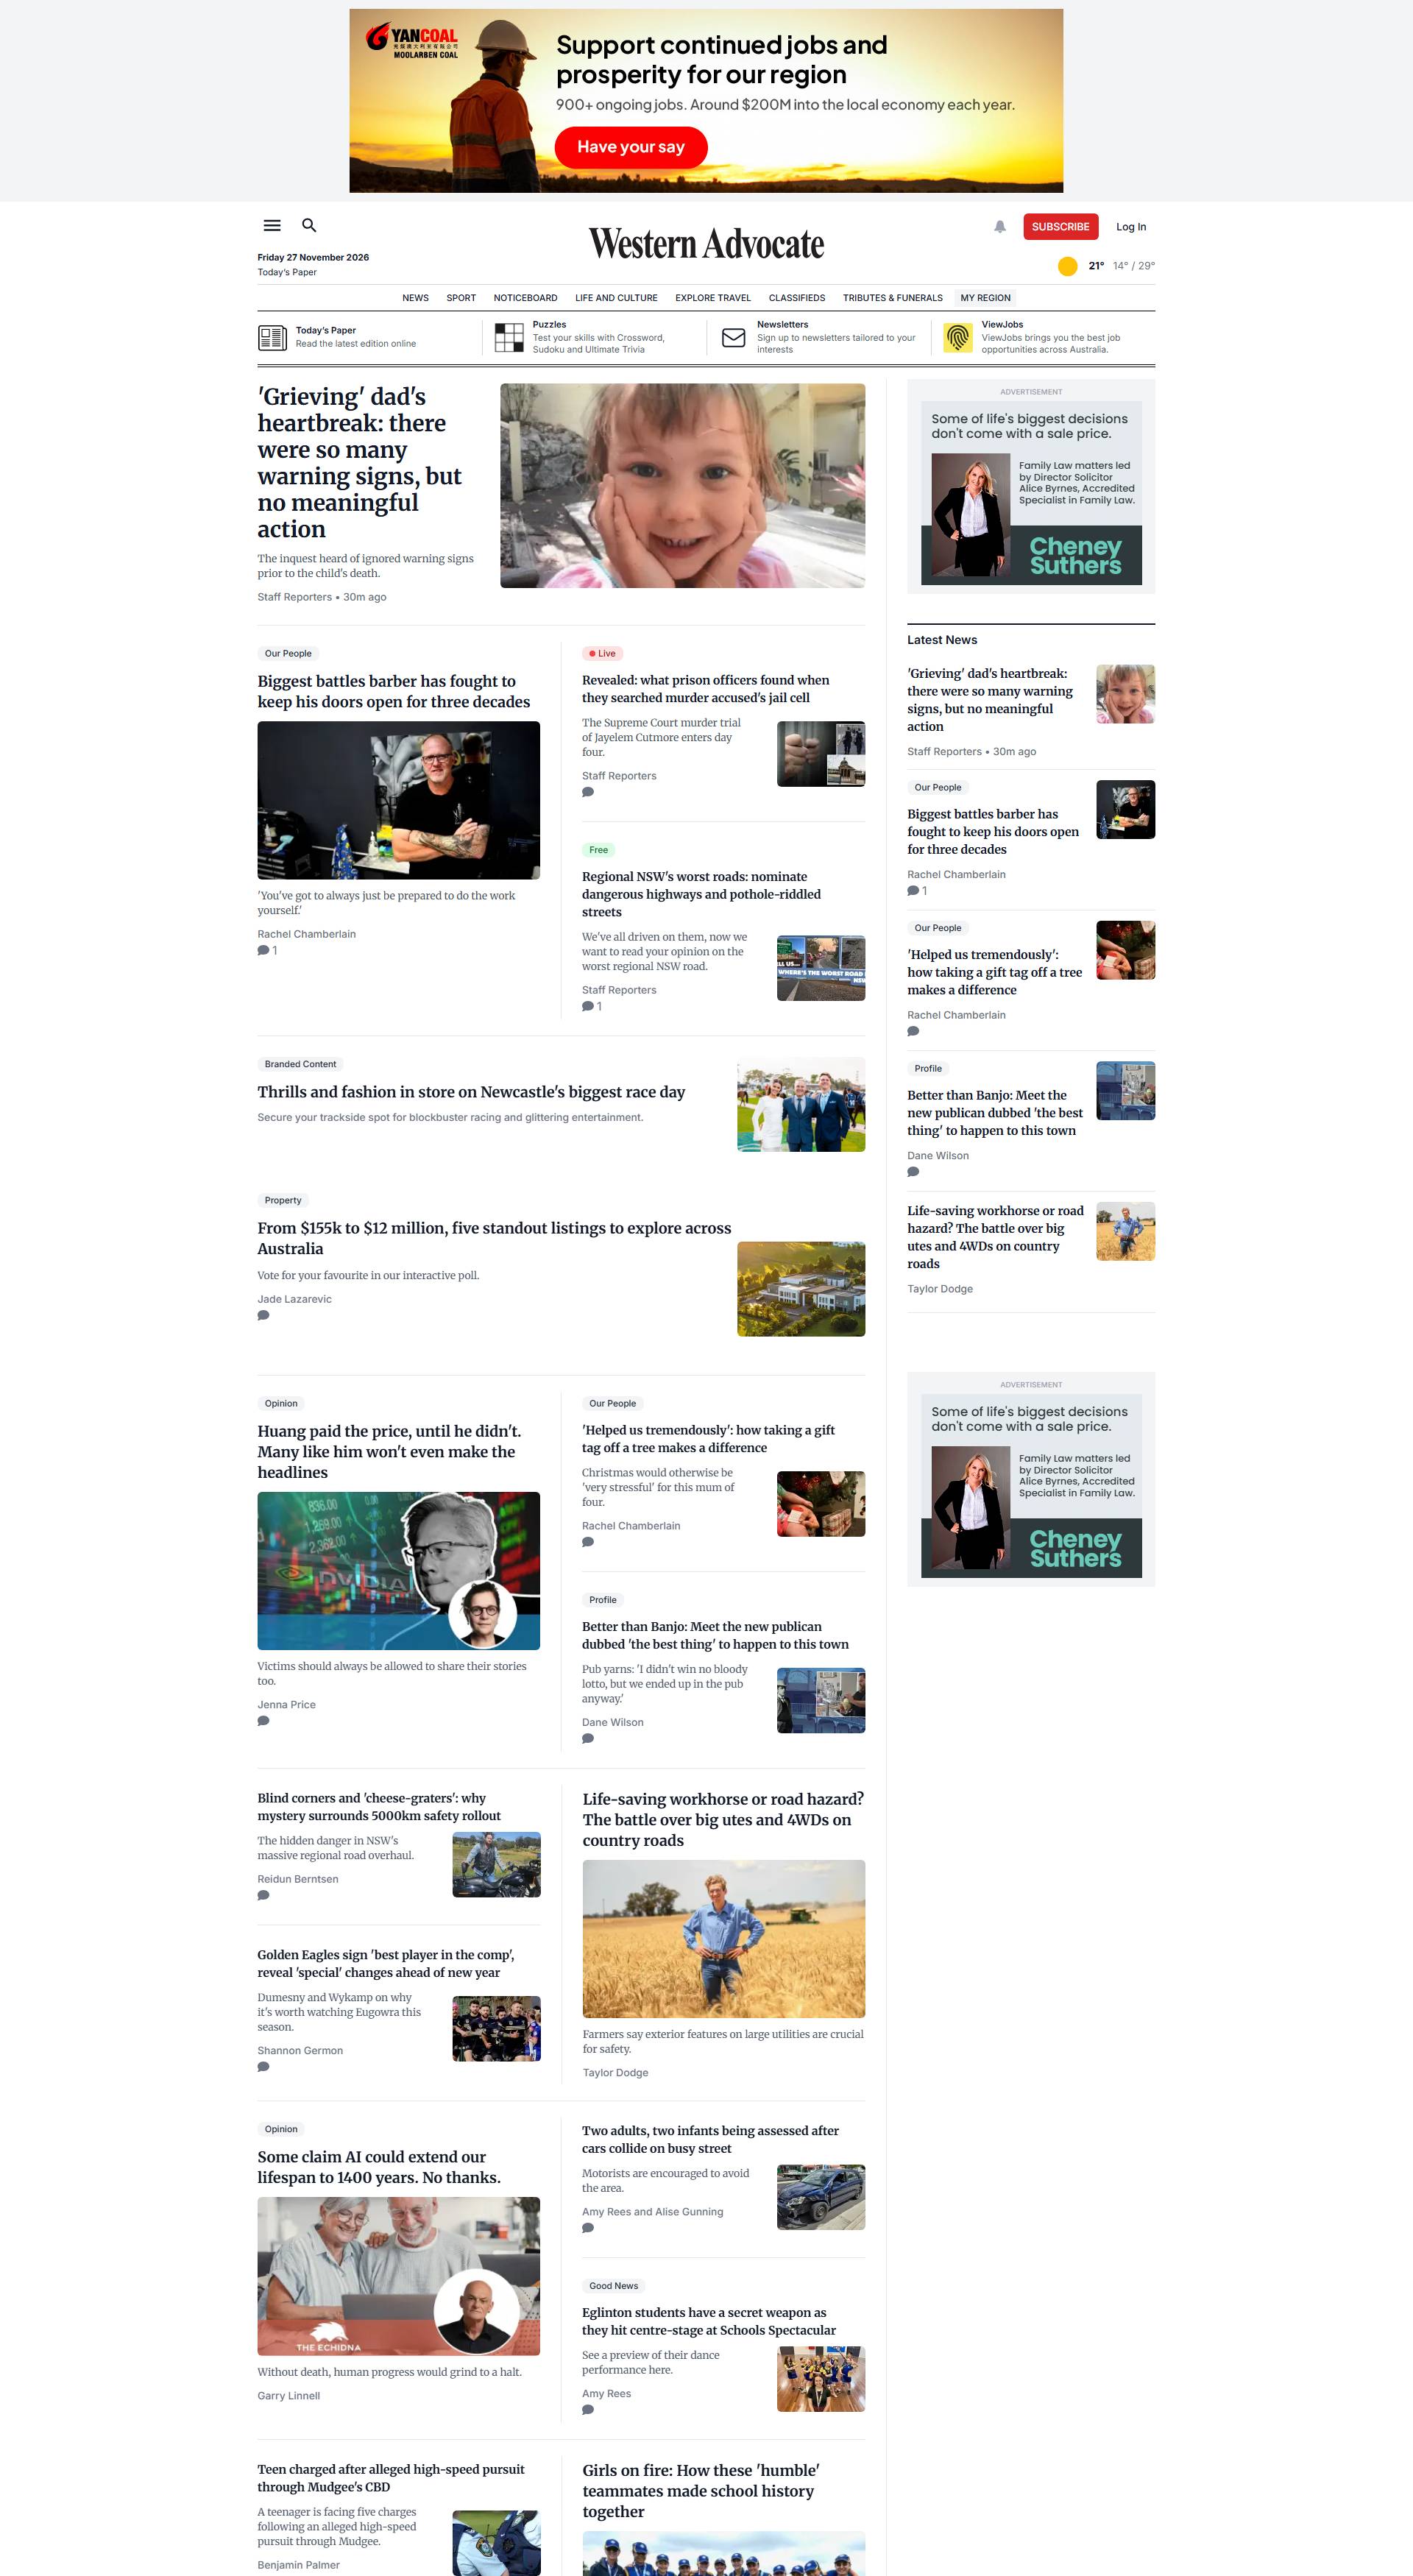 YANCOAL
MOOLARBEN COAL
Support continued jobs and
prosperity for our region
900+ ongoing jobs. Around $200M into the local economy each year.
Have your say
Western Advocate
SUBSCRIBE
Log In
Friday 27 November 2026
Today's Paper
21° 14° / 29°
NEWS SPORT NOTICEBOARD LIFE AND CULTURE EXPLORE TRAVEL CLASSIFIEDS TRIBUTES & FUNERALS MY REGION
Today's Paper
Read the latest edition online
Puzzles
Test your skills with Crossword,
Sudoku and Ultimate Trivia
Newsletters
Sign up to newsletters tailored to your
interests
ViewJobs
ViewJobs brings you the best job
opportunities across Australia.
'Grieving' dad's
heartbreak: there
were so many
warning signs, but
no meaningful
action
The inquest heard of ignored warning signs
prior to the child's death.
Staff Reporters • 30m ago
Our People
Biggest battles barber has fought to
keep his doors open for three decades
'You've got to always just be prepared to do the work
yourself.'
Rachel Chamberlain
1
Live
Revealed: what prison officers found when
they searched murder accused's jail cell
The Supreme Court murder trial
of Jayelem Cutmore enters day
four.
Staff Reporters
Free
Regional NSW's worst roads: nominate
dangerous highways and pothole-riddled
streets
We've all driven on them, now we
want to read your opinion on the
worst regional NSW road.
WHERE'S THE WORST ROAD
Staff Reporters
1
Branded Content
Thrills and fashion in store on Newcastle's biggest race day
Secure your trackside spot for blockbuster racing and glittering entertainment.
Property
From $155k to $12 million, five standout listings to explore across
Australia
Vote for your favourite in our interactive poll.
Jade Lazarevic
Opinion
Huang paid the price, until he didn't.
Many like him won't even make the
headlines
836.00
1,269.00
2,362.00
NVIDIA
Victims should always be allowed to share their stories
too.
Jenna Price
Our People
'Helped us tremendously': how taking a gift
tag off a tree makes a difference
Christmas would otherwise be
'very stressful' for this mum of
four.
Rachel Chamberlain
Profile
Better than Banjo: Meet the new publican
dubbed 'the best thing' to happen to this town
Pub yarns: 'I didn't win no bloody
lotto, but we ended up in the pub
anyway.'
Dane Wilson
Blind corners and 'cheese-graters': why
mystery surrounds 5000km safety rollout
The hidden danger in NSW's
massive regional road overhaul.
Reidun Berntsen
Golden Eagles sign 'best player in the comp',
reveal 'special' changes ahead of new year
Dumesny and Wykamp on why
it's worth watching Eugowra this
season.
Shannon Germon
Life-saving workhorse or road hazard?
The battle over big utes and 4WDs on
country roads
Farmers say exterior features on large utilities are crucial
for safety.
Taylor Dodge
Opinion
Some claim AI could extend our
lifespan to 1400 years. No thanks.
THE ECHIDNA
Without death, human progress would grind to a halt.
Garry Linnell
Two adults, two infants being assessed after
cars collide on busy street
Motorists are encouraged to avoid
the area.
Amy Rees and Alise Gunning
Good News
Eglinton students have a secret weapon as
they hit centre-stage at Schools Spectacular
See a preview of their dance
performance here.
Amy Rees
Teen charged after alleged high-speed pursuit
through Mudgee's CBD
A teenager is facing five charges
following an alleged high-speed
pursuit through Mudgee.
Benjamin Palmer
Girls on fire: How these 'humble'
teammates made school history
together
ADVERTISEMENT
Some of life's biggest decisions
don't come with a sale price.
Family Law matters led
by Director Solicitor
Alice Byrnes, Accredited
Specialist in Family Law.
Cheney
Suthers
Latest News
'Grieving' dad's heartbreak:
there were so many warning
signs, but no meaningful
action
Staff Reporters • 30m ago
Our People
Biggest battles barber has
fought to keep his doors open
for three decades
Rachel Chamberlain
1
Our People
'Helped us tremendously':
how taking a gift tag off a tree
makes a difference
Rachel Chamberlain
Profile
Better than Banjo: Meet the
new publican dubbed 'the best
thing' to happen to this town
Dane Wilson
Life-saving workhorse or road
hazard? The battle over big
utes and 4WDs on country
roads
Taylor Dodge
ADVERTISEMENT
Some of life's biggest decisions
don't come with a sale price.
Family Law matters led
by Director Solicitor
Alice Byrnes, Accredited
Specialist in Family Law.
Cheney
Suthers